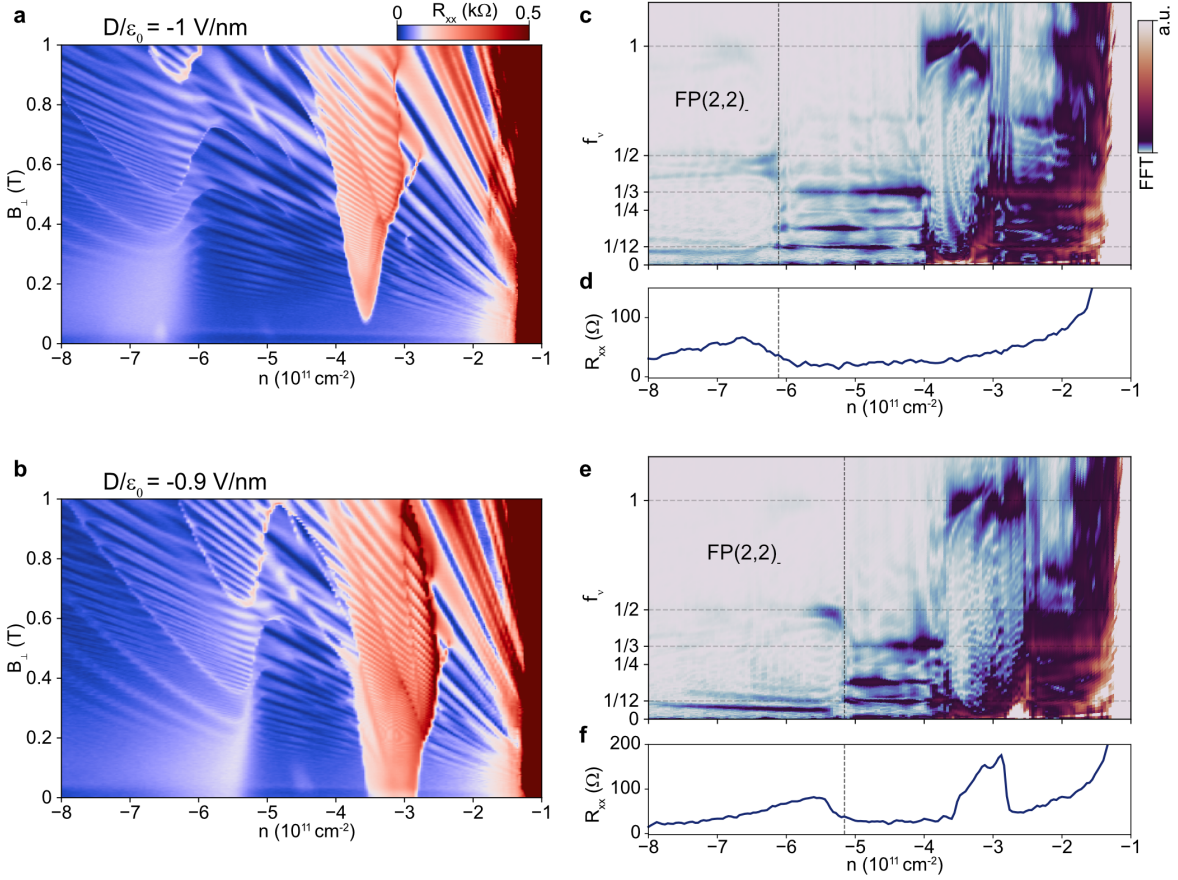 a
D/ε0 = -1 V/nm
0 Rxx (kΩ) 0.5
1
0.8
0.6
0.4
0.2
0
B⊥ (T)
−8 −7 −6 −5 −4 −3 −2 −1
n (10¹¹ cm⁻²)
b
D/ε0 = -0.9 V/nm
1
0.8
0.6
0.4
0.2
0
B⊥ (T)
−8 −7 −6 −5 −4 −3 −2 −1
n (10¹¹ cm⁻²)
c
FP(2,2)-
1
1/2
1/3
1/4
1/12
0
fν
a.u.
FFT
d
100
0
Rxx (Ω)
−8 −7 −6 −5 −4 −3 −2 −1
n (10¹¹ cm⁻²)
e
FP(2,2)-
1
1/2
1/3
1/4
1/12
0
fν
f
200
100
0
Rxx (Ω)
−8 −7 −6 −5 −4 −3 −2 −1
n (10¹¹ cm⁻²)